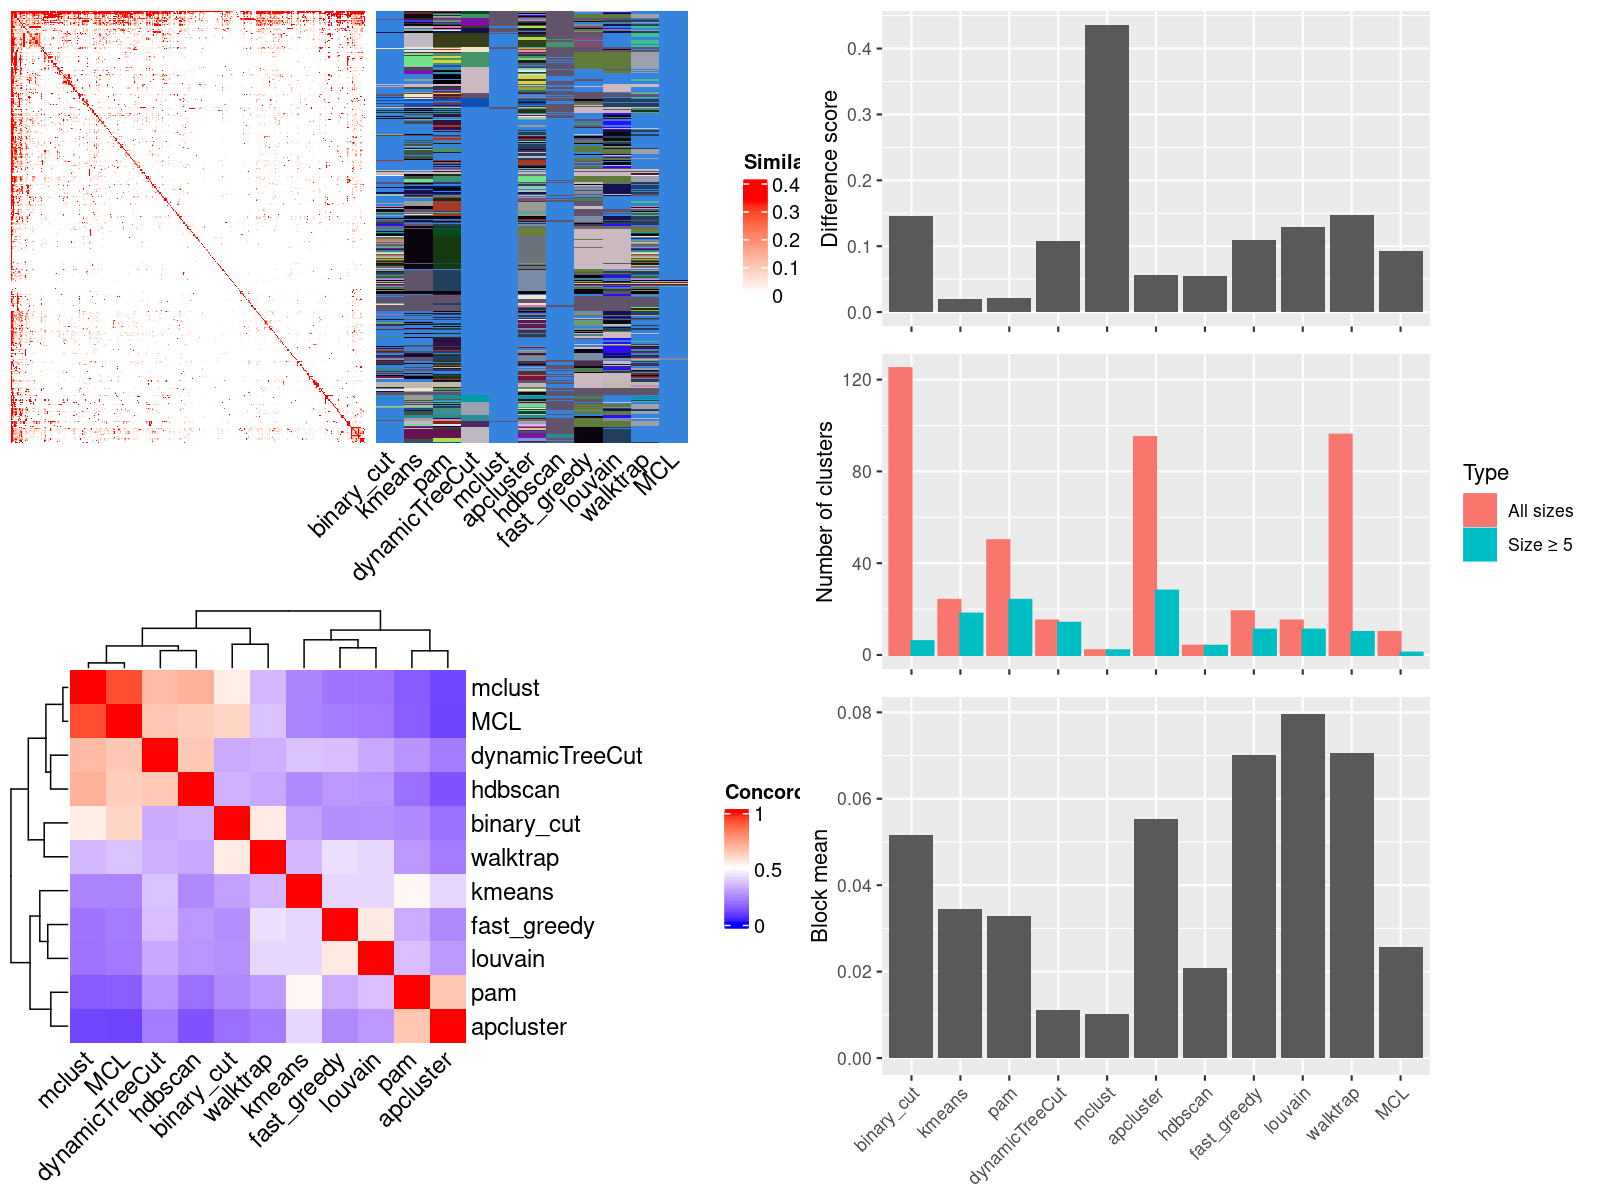 Simila
0.4
0.3
0.2
0.1
0
binary_cut
kmeans
pam
dynamicTreeCut
mclust
apcluster
hdbscan
fast_greedy
louvain
walktrap
MCL
Difference score
0.4
0.3
0.2
0.1
0.0
Number of clusters
120
80
40
0
Type
All sizes
Size ≥ 5
mclust
MCL
dynamicTreeCut
hdbscan
binary_cut
walktrap
kmeans
fast_greedy
louvain
pam
apcluster
mclust
MCL
dynamicTreeCut
hdbscan
binary_cut
walktrap
kmeans
fast_greedy
louvain
pam
apcluster
Concord
1
0.5
0
Block mean
0.08
0.06
0.04
0.02
0.00
binary_cut
kmeans
pam
dynamicTreeCut
mclust
apcluster
hdbscan
fast_greedy
louvain
walktrap
MCL